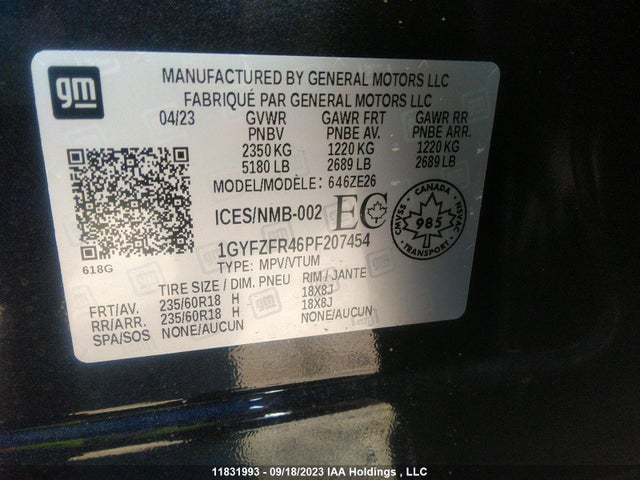 gm
MANUFACTURED BY GENERAL MOTORS LLC
FABRIQUÉ PAR GENERAL MOTORS LLC
04/23 GVWR GAWR FRT GAWR RR
PNBV PNBE AV. PNBE ARR.
2350 KG 1220 KG 1220 KG
5180 LB 2689 LB 2689 LB
MODEL/MODÈLE: 646ZE26
ICES/NMB-002 EC
CANADA
CMVSS 985 NSVAC
TRANSPORT
1GYFZFR46PF207454
618G
TYPE: MPV/VTUM
TIRE SIZE / DIM. PNEU RIM / JANTE
FRT/AV. 235/60R18 H 18X8J
RR/ARR. 235/60R18 H 18X8J
SPA/SOS NONE/AUCUN NONE/AUCUN
11831993 - 09/18/2023 IAA Holdings , LLC